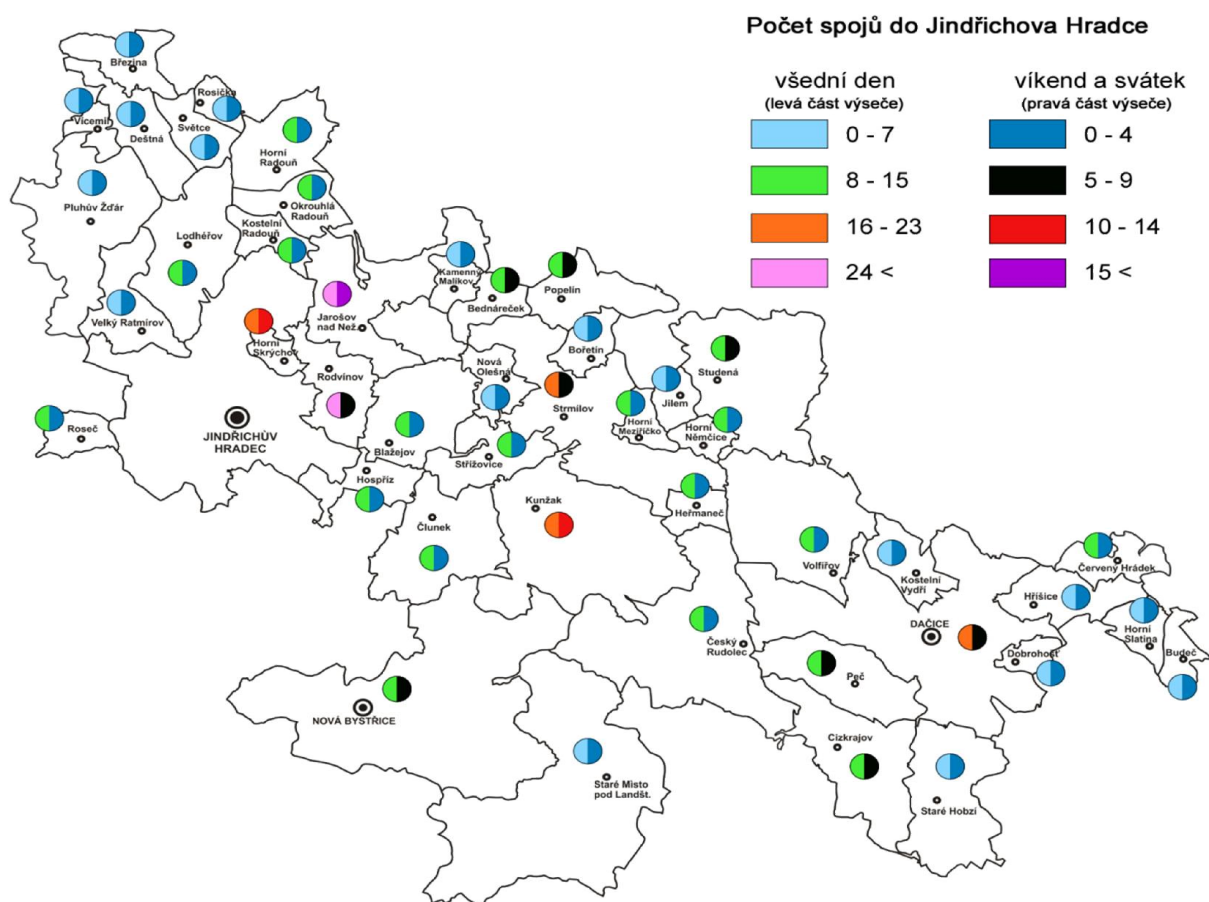 Počet spojů do Jindřichova Hradce
všední den
(levá část výseče)
víkend a svátek
(pravá část výseče)
0 - 7
0 - 4
8 - 15
5 - 9
16 - 23
10 - 14
24 <
15 <
Březina
Rosička
Vícemil
Deštná
Světce
Horní
Radouň
Pluhův Žďár
Okrouhlá
Radouň
Kostelní
Radouň
Lodhéřov
Kamenný
Malíkov
Bednáreček
Popelín
Velký Ratmírov
Jarošov
nad Než.
Horní
Skrýchov
Bořetín
Nová
Olešná
Studená
Rodvínov
Jilem
Strmilov
Roseč
JINDŘICHÙV
HRADEC
Blažejov
Horní
Meziříčko
Horní
Němčice
Střížovice
Hospříz
Kunžak
Heřmaneč
Člunek
Volfířov
Kostelní
Vydří
Červený Hrádek
Hříšice
DAČICE
Horní
Slatina
Budeč
Dobrohošť
Český
Rudolec
Peč
NOVÁ BYSTŘICE
Cizkrajov
Staré Mìsto
pod Landšt.
Staré Hobzí